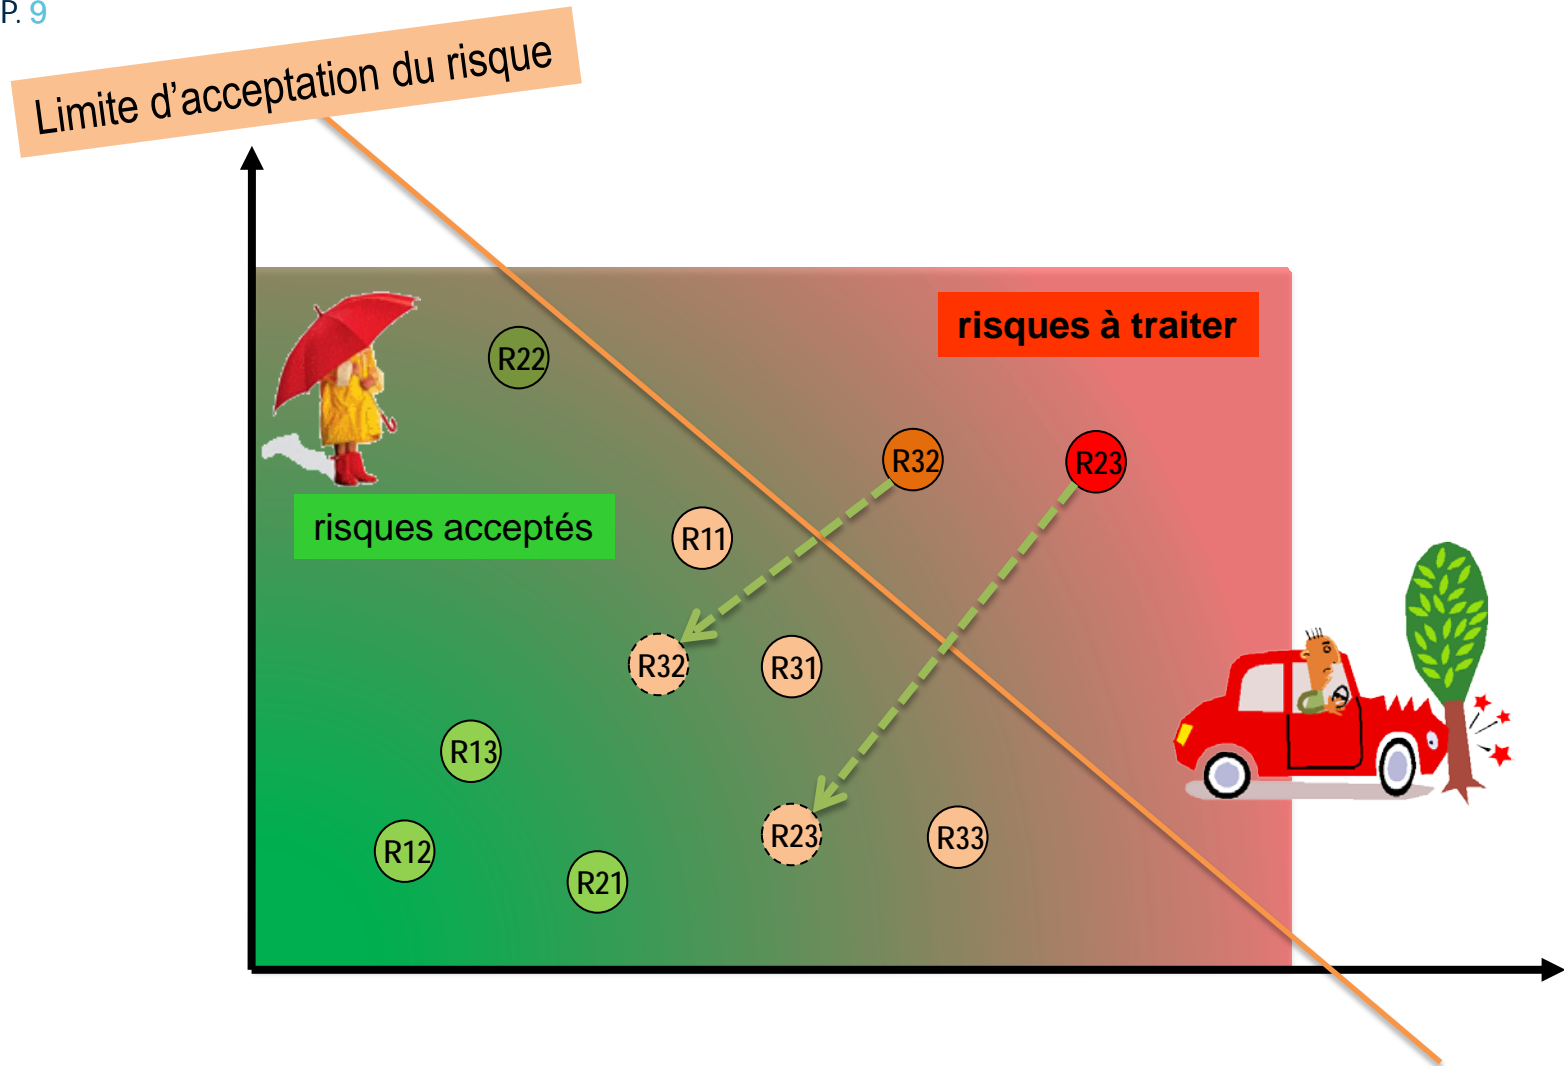 P. 9
Limite d’acceptation du risque
risques à traiter
R22
R32
R23
risques acceptés
R11
R32
R31
R13
R23
R33
R12
R21